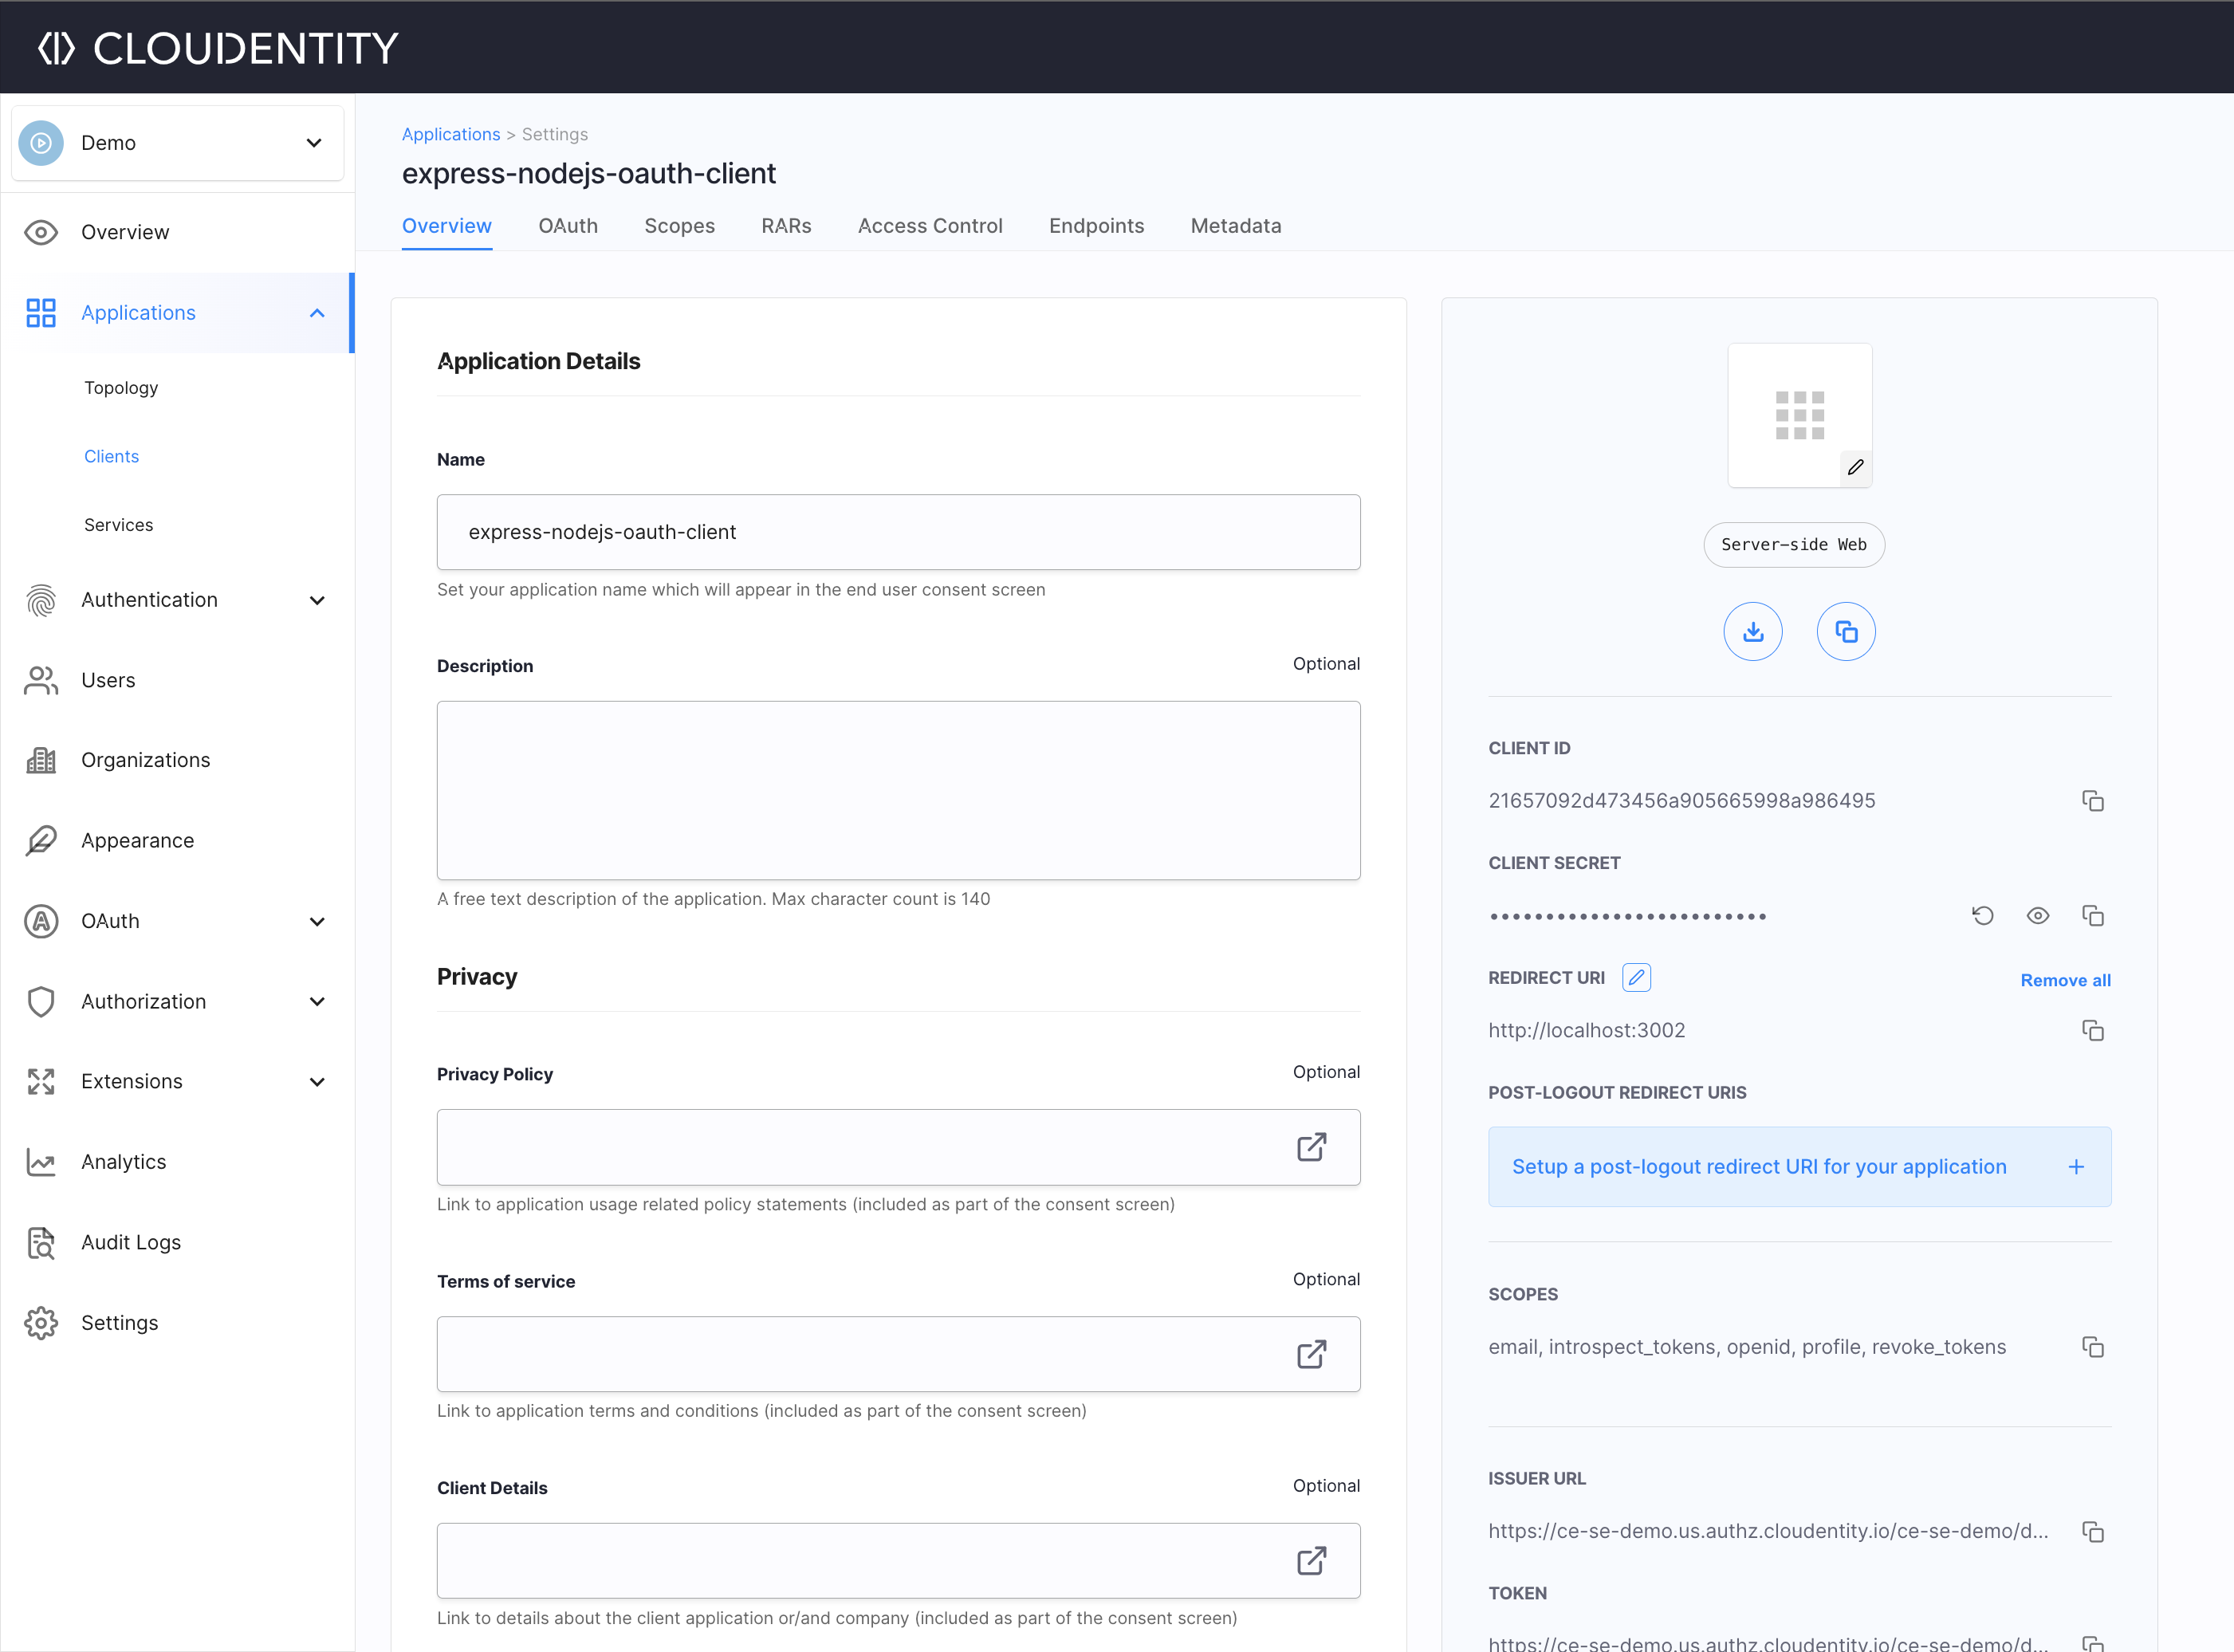 CLOUDENTITY
Demo
Overview
Applications
Topology
Clients
Services
Authentication
Users
Organizations
Appearance
OAuth
Authorization
Extensions
Analytics
Audit Logs
Settings
Applications > Settings
express-nodejs-oauth-client
Overview OAuth Scopes RARs Access Control Endpoints Metadata
Application Details
Name
express-nodejs-oauth-client
Set your application name which will appear in the end user consent screen
Description Optional
A free text description of the application. Max character count is 140
Privacy
Privacy Policy Optional
Link to application usage related policy statements (included as part of the consent screen)
Terms of service Optional
Link to application terms and conditions (included as part of the consent screen)
Client Details Optional
Link to details about the client application or/and company (included as part of the consent screen)
Server-side Web
CLIENT ID
21657092d473456a905665998a986495
CLIENT SECRET
•••••••••••••••••••••••••
REDIRECT URI Remove all
http://localhost:3002
POST-LOGOUT REDIRECT URIS
Setup a post-logout redirect URI for your application +
SCOPES
email, introspect_tokens, openid, profile, revoke_tokens
ISSUER URL
https://ce-se-demo.us.authz.cloudentity.io/ce-se-demo/d...
TOKEN
https://ce-se-demo.us.authz.cloudentity.io/ce-se-demo/d...